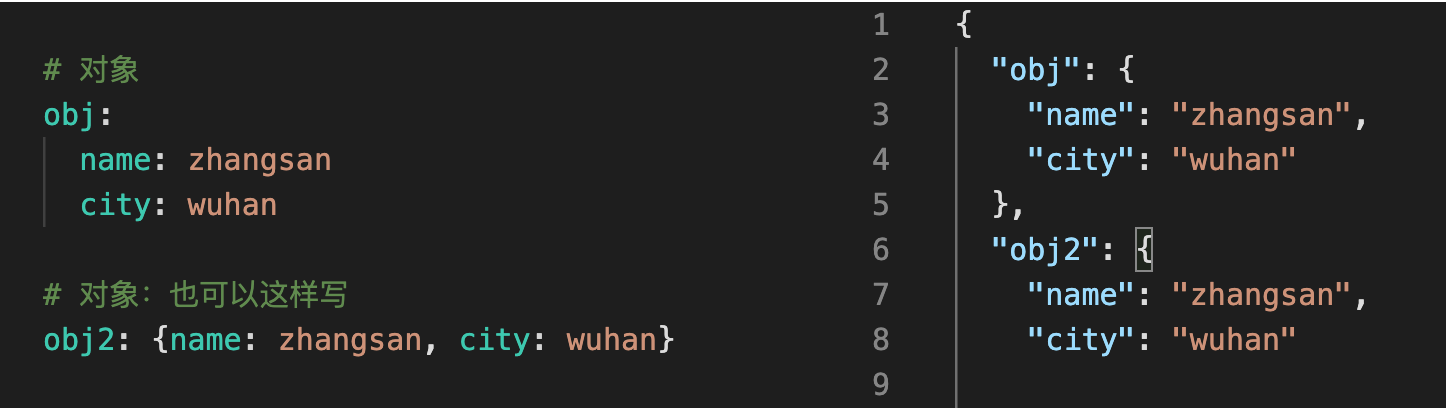 # 对象
obj:
  name: zhangsan
  city: wuhan
# 对象：也可以这样写
obj2: {name: zhangsan, city: wuhan}
1 {
2   "obj": {
3     "name": "zhangsan",
4     "city": "wuhan"
5   },
6   "obj2": {
7     "name": "zhangsan",
8     "city": "wuhan"
9